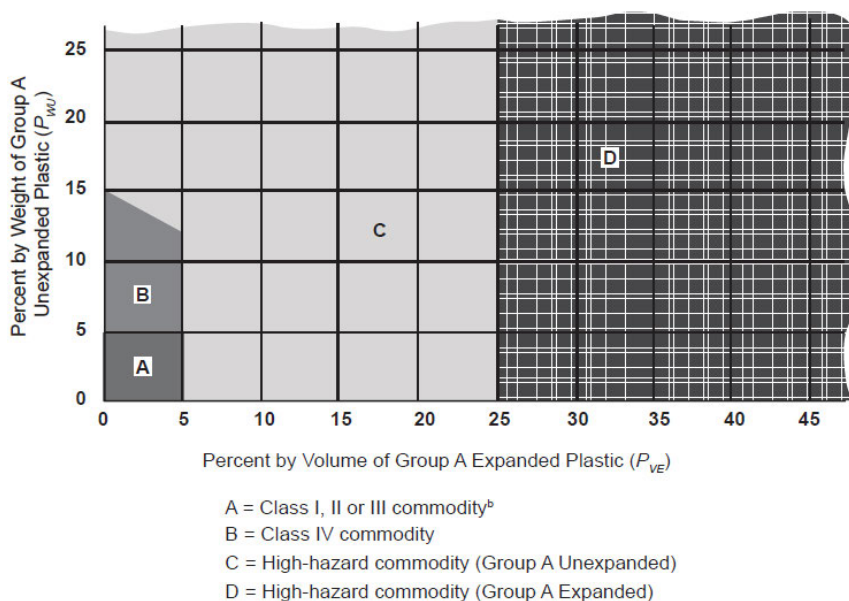 Percent by Weight of Group A
Unexpanded Plastic (PWU)
25
20
15
10
5
0
D
C
B
A
0 5 10 15 20 25 30 35 40 45
Percent by Volume of Group A Expanded Plastic (PVE)
A = Class I, II or III commodityᵇ
B = Class IV commodity
C = High-hazard commodity (Group A Unexpanded)
D = High-hazard commodity (Group A Expanded)